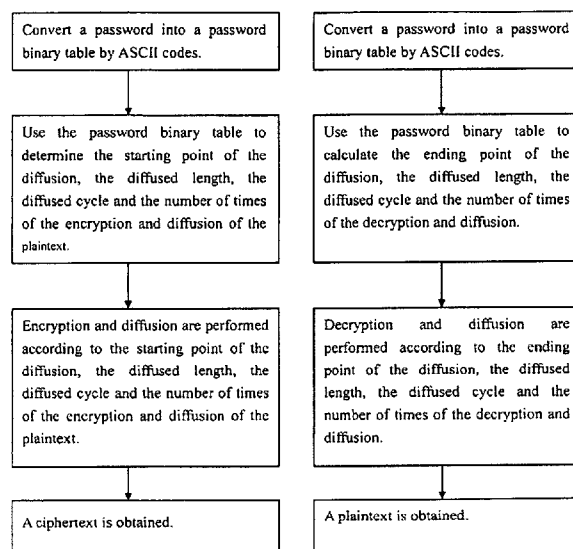 Convert a password into a password
binary table by ASCII codes.
Use the password binary table to
determine the starting point of the
diffusion, the diffused length, the
diffused cycle and the number of times
of the encryption and diffusion of the
plaintext.
Encryption and diffusion are performed
according to the starting point of the
diffusion, the diffused length, the
diffused cycle and the number of times
of the encryption and diffusion of the
plaintext.
A ciphertext is obtained.
Convert a password into a password
binary table by ASCII codes.
Use the password binary table to
calculate the ending point of the
diffusion, the diffused length, the
diffused cycle and the number of times
of the decryption and diffusion.
Decryption and diffusion are
performed according to the ending
point of the diffusion, the diffused
length, the diffused cycle and the
number of times of the decryption and
diffusion.
A plaintext is obtained.